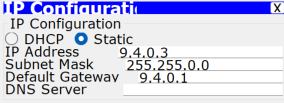 IP Configurati
X
IP Configuration
DHCP Static
IP Address 9.4.0.3
Subnet Mask 255.255.0.0
Default Gateway 9.4.0.1
DNS Server